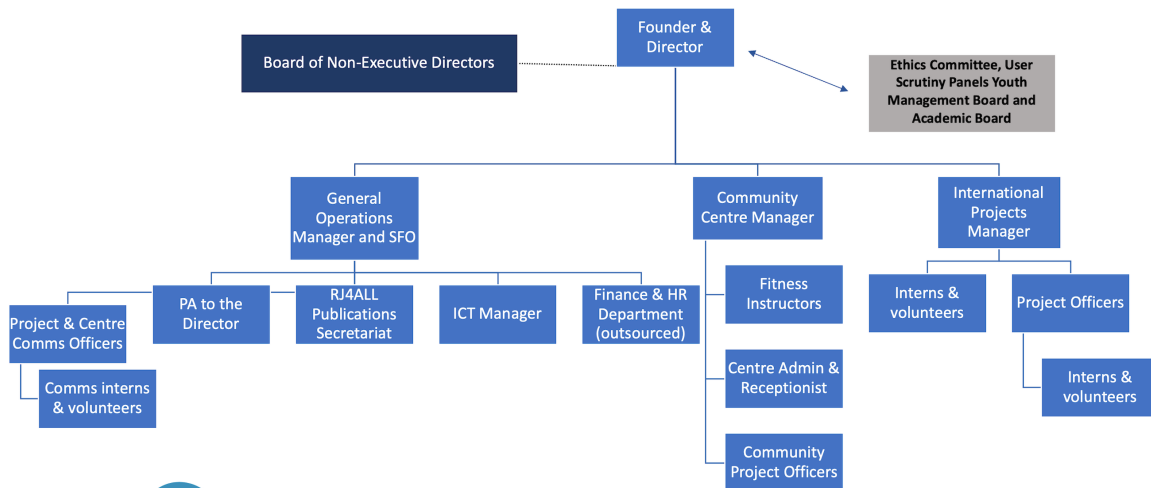 Founder &
Director
Board of Non-Executive Directors
Ethics Committee, User
Scrutiny Panels Youth
Management Board and
Academic Board
General
Operations
Manager and SFO
Community
Centre Manager
International
Projects
Manager
Project & Centre
Comms Officers
PA to the
Director
RJ4ALL
Publications
Secretariat
ICT Manager
Finance & HR
Department
(outsourced)
Fitness
Instructors
Interns &
volunteers
Project Officers
Comms interns
& volunteers
Centre Admin &
Receptionist
Interns &
volunteers
Community
Project Officers